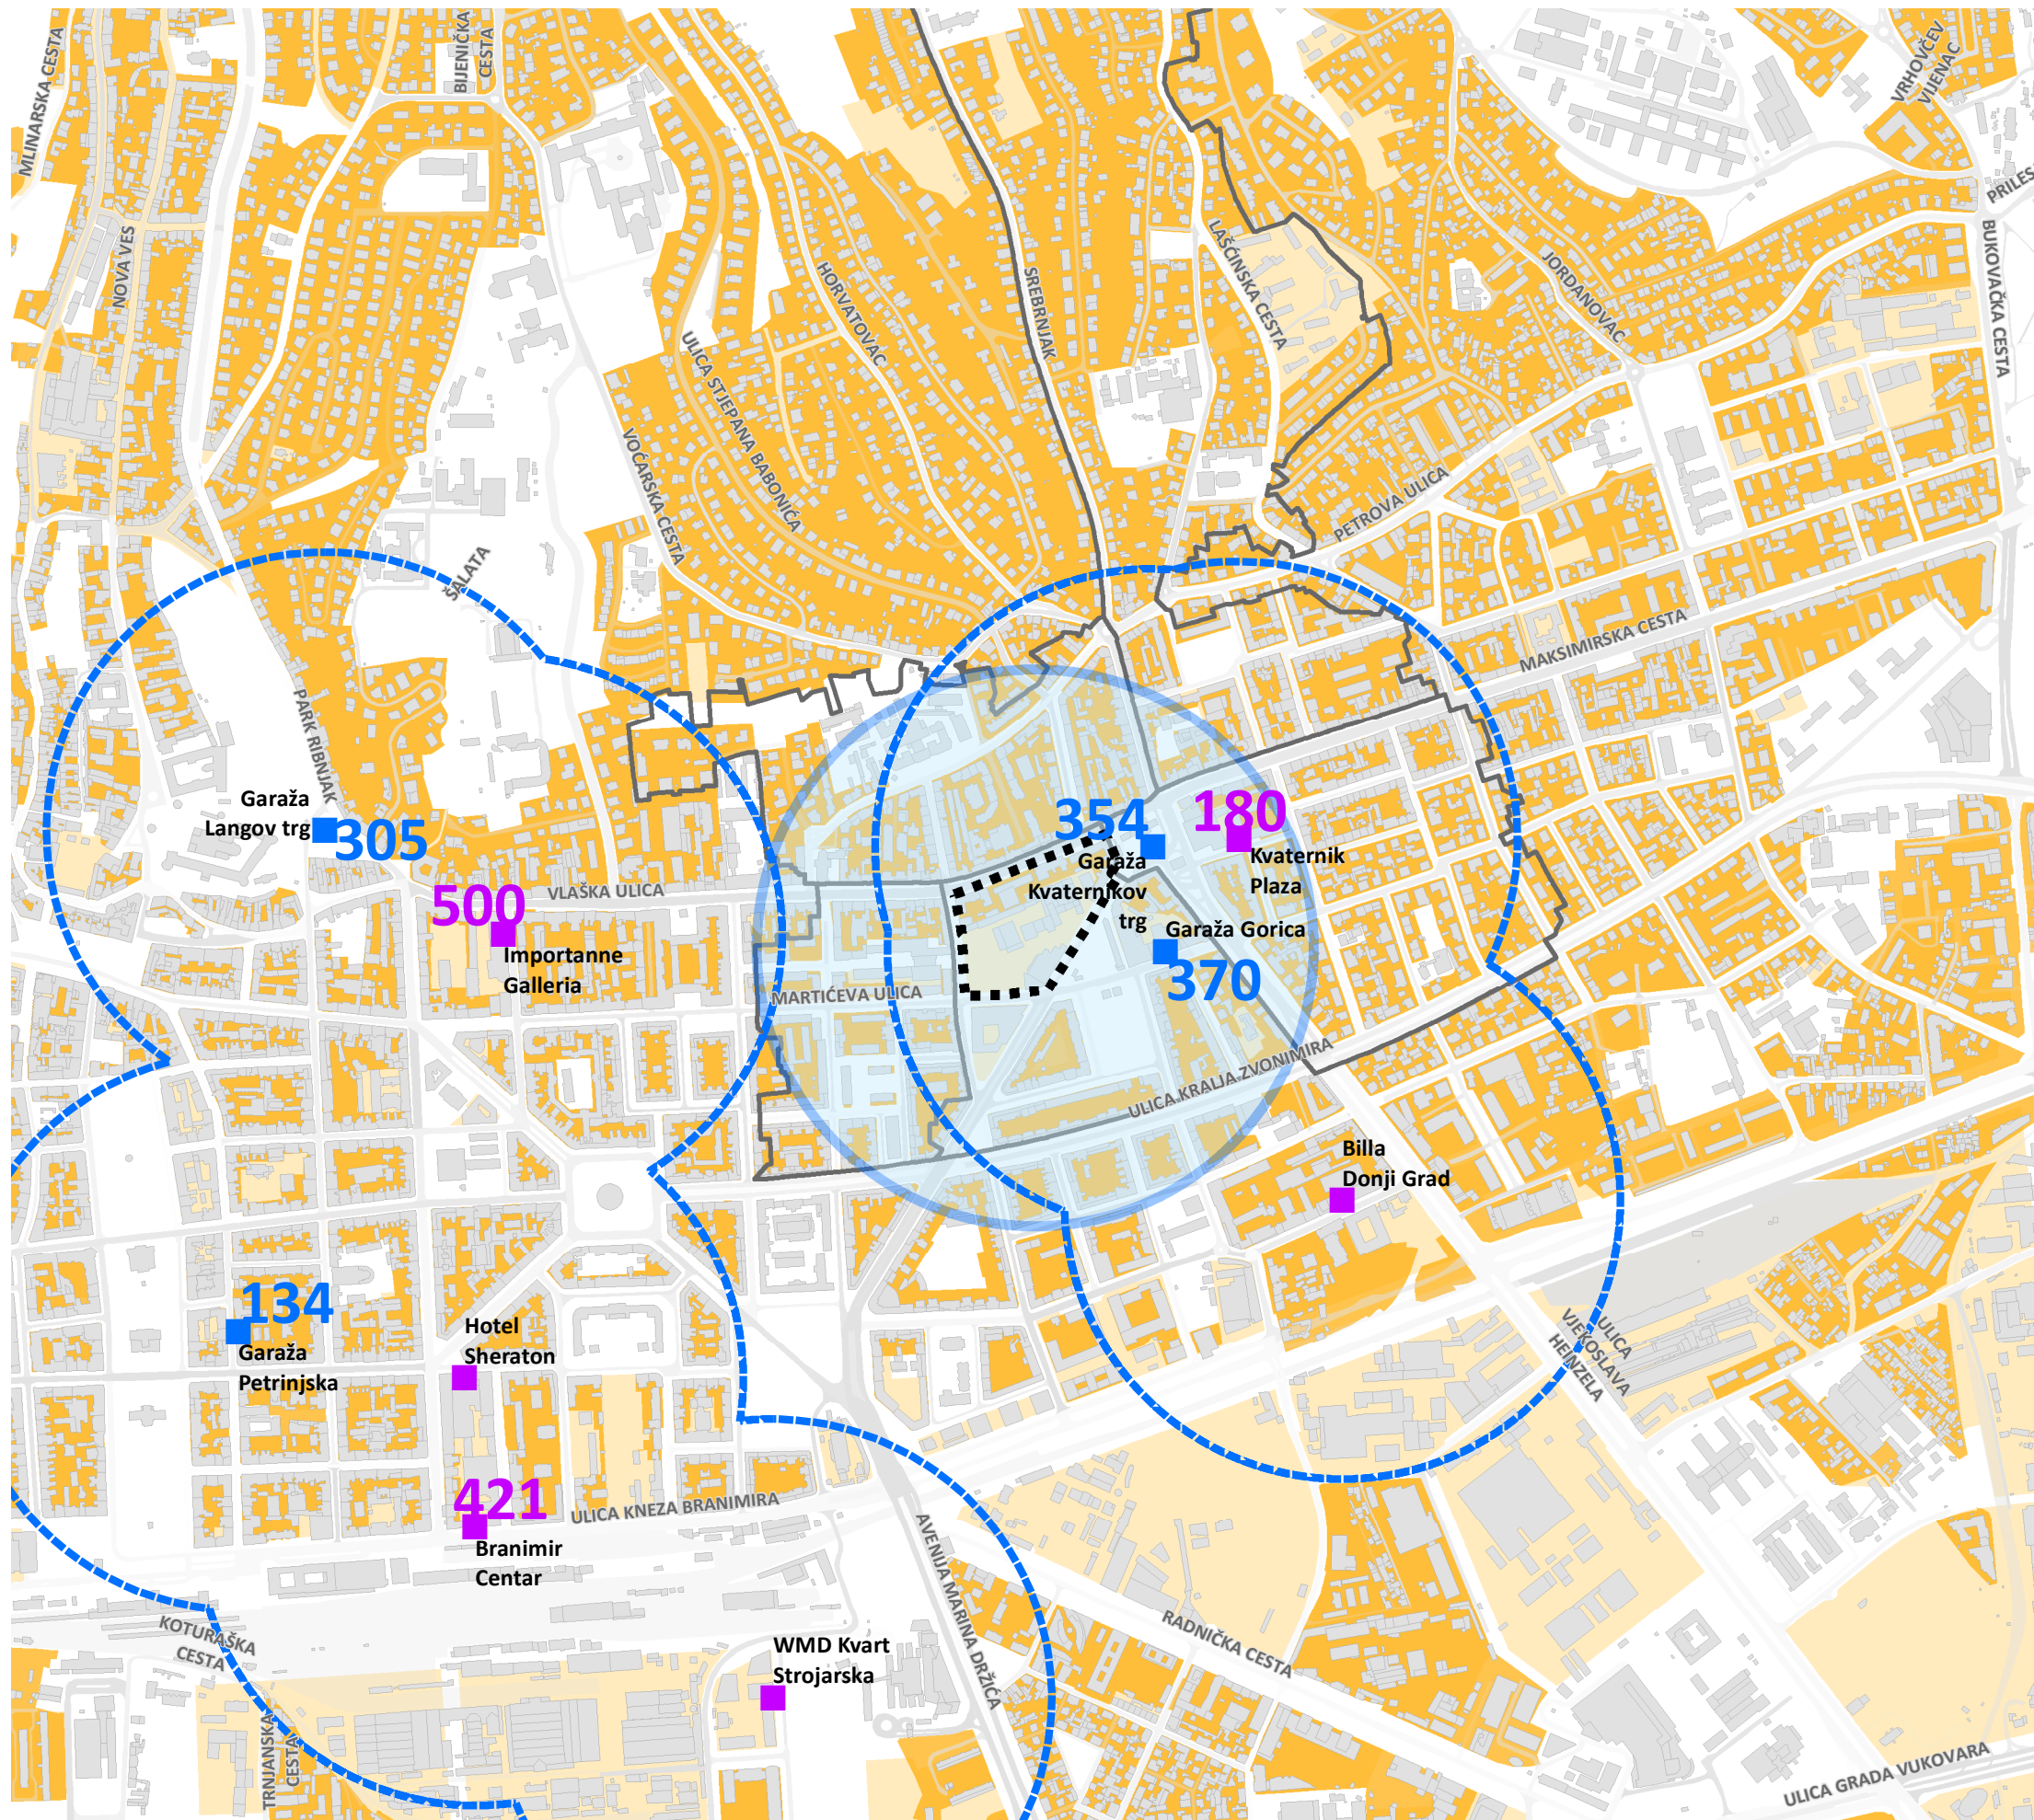 MLINARSKA CESTA
BIJENIČKA
CESTA
VRHOVČEV
VIJENAC
PRILES
NOVA VES
HORVATOVAC
SREBRNJAK
LAŠĆINSKA CESTA
JORDANOVAC
BUKOVAČKA CESTA
ULICA STJEPANA BABONIĆA
VOĆARSKA CESTA
PETROVA ULICA
ŠALATA
MAKSIMIRSKA CESTA
PARK RIBNJAK
Garaža
Langov trg
305
354
180
Garaža
Kvaternikov
trg
Kvaternik
Plaza
500
VLAŠKA ULICA
Importanne
Galleria
Garaža Gorica
370
MARTIĆEVA ULICA
ULICA KRALJA ZVONIMIRA
Billa
Donji Grad
134
Garaža
Petrinjska
Hotel
Sheraton
ULICA
VJEKOSLAVA
HEINZELA
421
ULICA KNEZA BRANIMIRA
Branimir
Centar
AVENIJA MARINA DRŽIĆA
KOTURAŠKA
CESTA
RADNIČKA CESTA
WMD Kvart
Strojarska
TRNJANSKA
CESTA
ULICA GRADA VUKOVARA